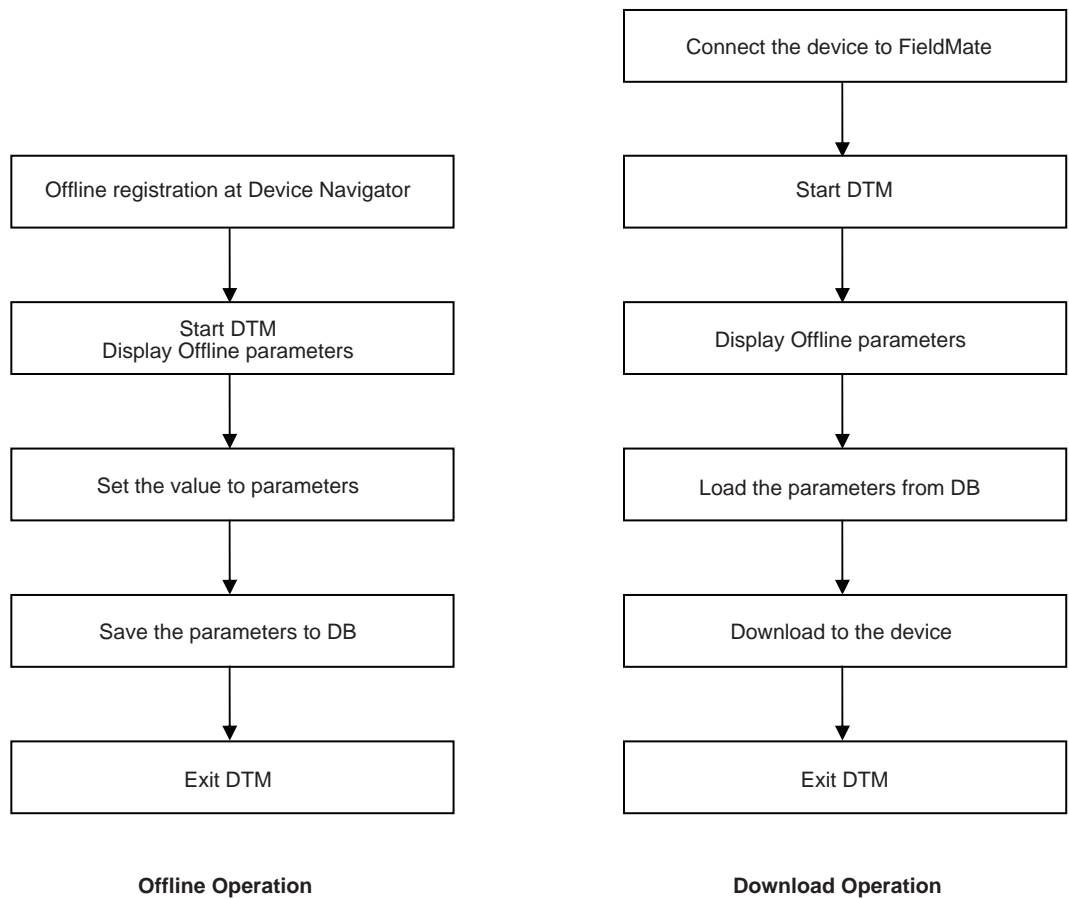 Offline registration at Device Navigator
Start DTM
Display Offline parameters
Set the value to parameters
Save the parameters to DB
Exit DTM
Offline Operation
Connect the device to FieldMate
Start DTM
Display Offline parameters
Load the parameters from DB
Download to the device
Exit DTM
Download Operation